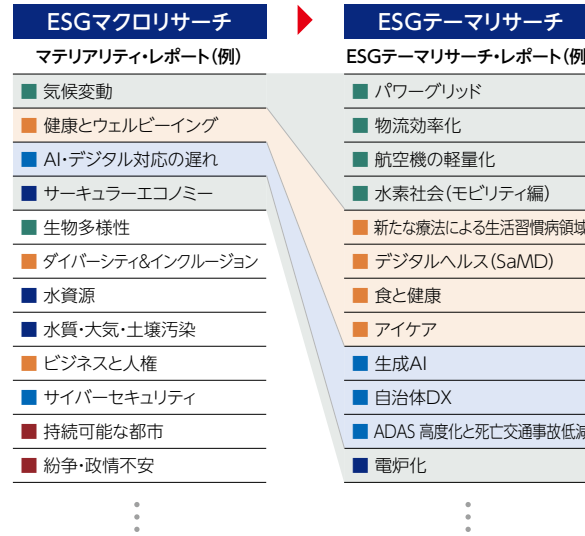 ESGマクロリサーチ
マテリアリティ・レポート（例）
気候変動
健康とウェルビーイング
AI・デジタル対応の遅れ
サーキュラーエコノミー
生物多様性
ダイバーシティ&インクルージョン
水資源
水質・大気・土壌汚染
ビジネスと人権
サイバーセキュリティ
持続可能な都市
紛争・政情不安
ESGテーマリサーチ
ESGテーマリサーチ・レポート（例
パワーグリッド
物流効率化
航空機の軽量化
水素社会（モビリティ編）
新たな療法による生活習慣病領域
デジタルヘルス（SaMD）
食と健康
アイケア
生成AI
自治体DX
ADAS 高度化と死亡交通事故低減
電炉化